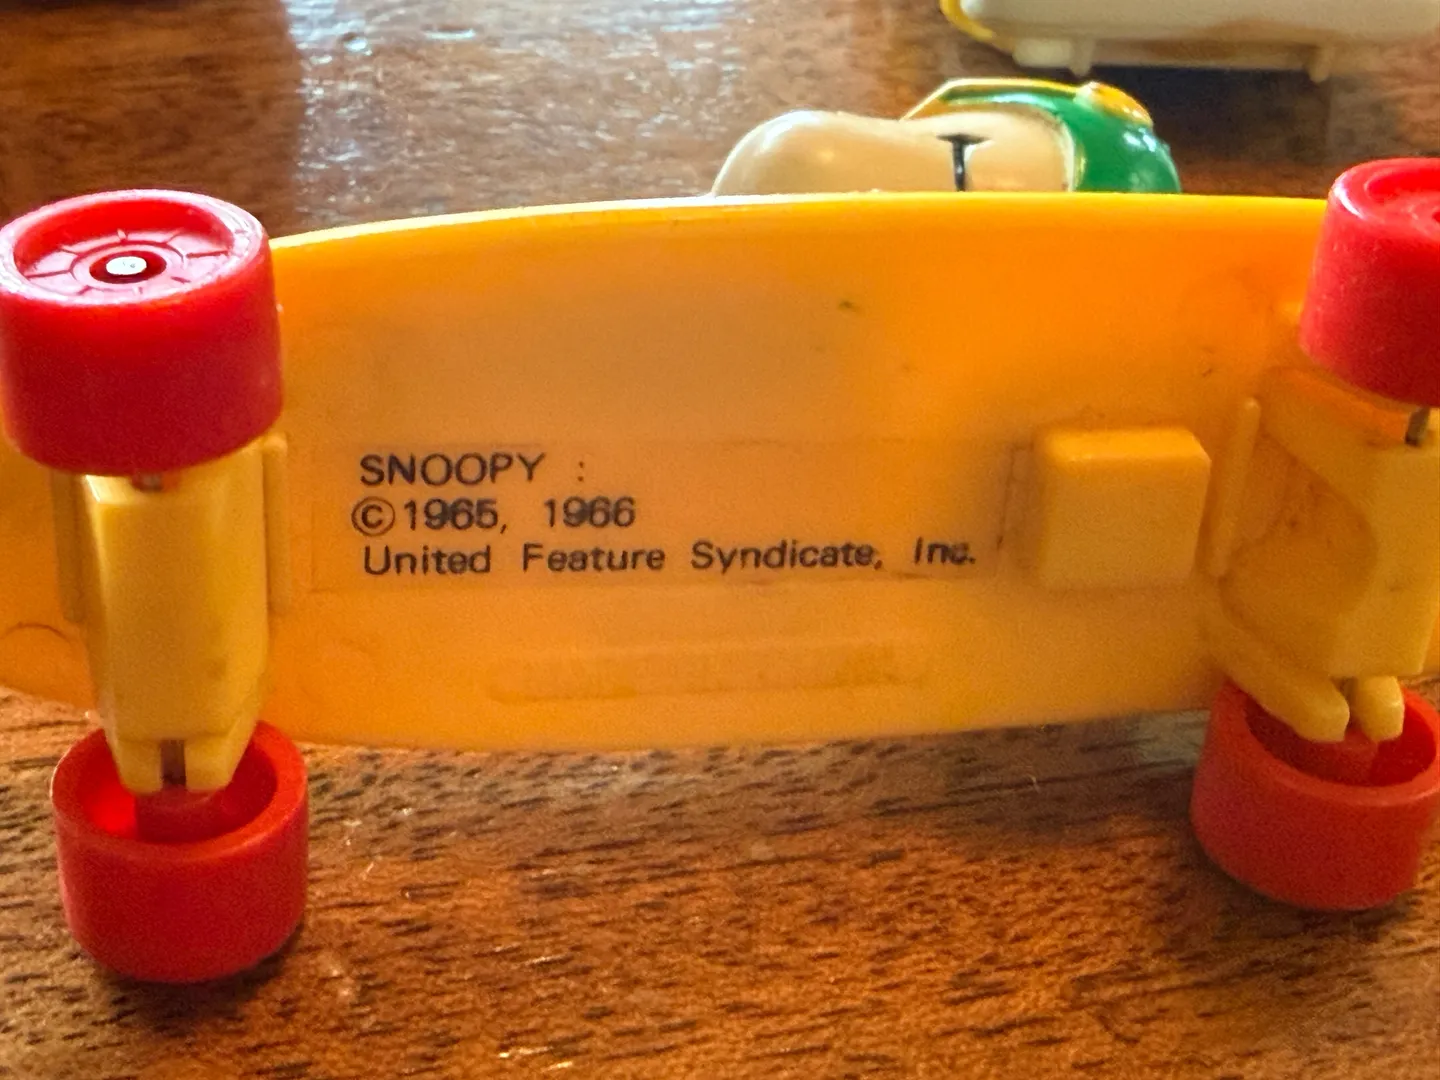 SNOOPY :
©1965, 1966
United Feature Syndicate, Inc.